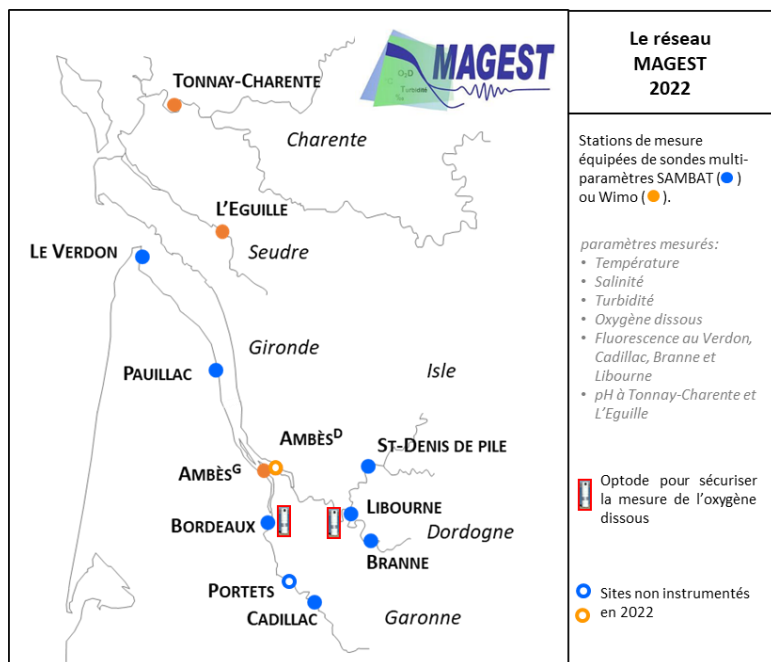 TONNAY-CHARENTE
MAGEST
O₂D
Turbidité
‰
Charente
L'EGUILLE
Seudre
LE VERDON
Gironde
PAUILLAC
Isle
AMBÈSᴰ
ST-DENIS DE PILE
AMBÈSᴳ
LIBOURNE
BORDEAUX
Dordogne
BRANNE
PORTETS
CADILLAC
Garonne
Le réseau
MAGEST
2022
Stations de mesure
équipées de sondes multi-
paramètres SAMBAT ( )
ou Wimo ( ).
paramètres mesurés:
• Température
• Salinité
• Turbidité
• Oxygène dissous
• Fluorescence au Verdon,
Cadillac, Branne et
Libourne
• pH à Tonnay-Charente et
L'Eguille
Optode pour sécuriser
la mesure de l'oxygène
dissous
Sites non instrumentés
en 2022